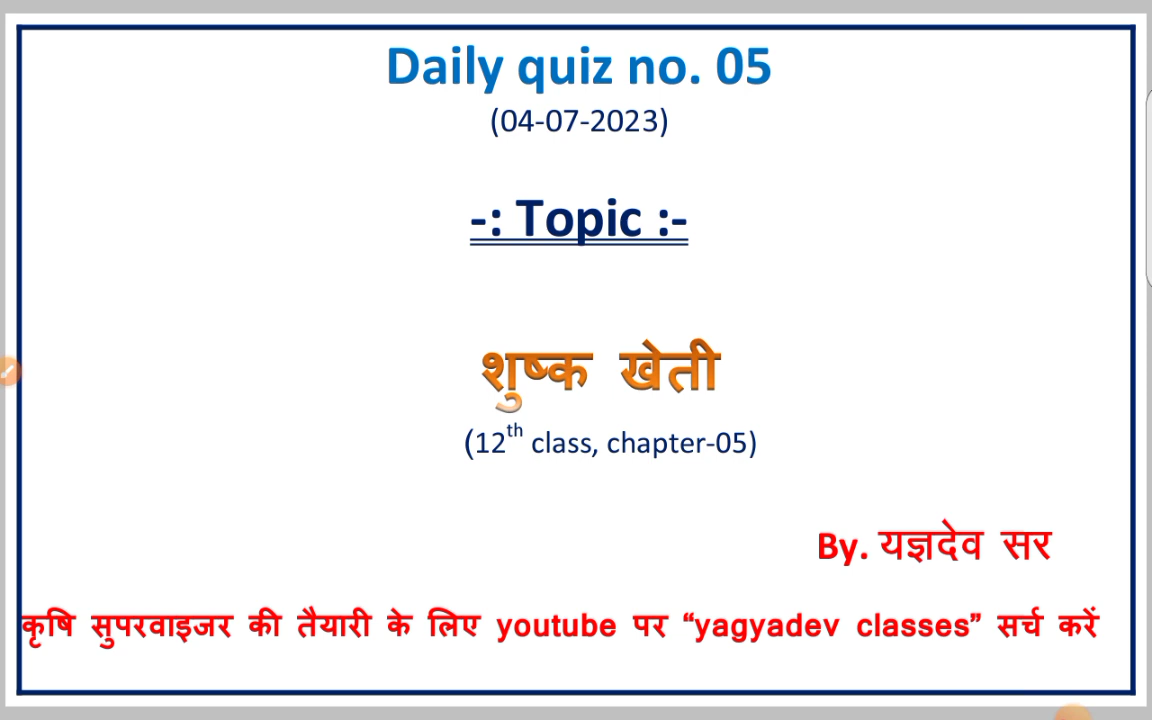 Daily quiz no. 05
(04-07-2023)
-: Topic :-
शुष्क खेती
(12th class, chapter-05)
By. यज्ञदेव सर
कृषि सुपरवाइजर की तैयारी के लिए youtube पर “yagyadev classes” सर्च करें